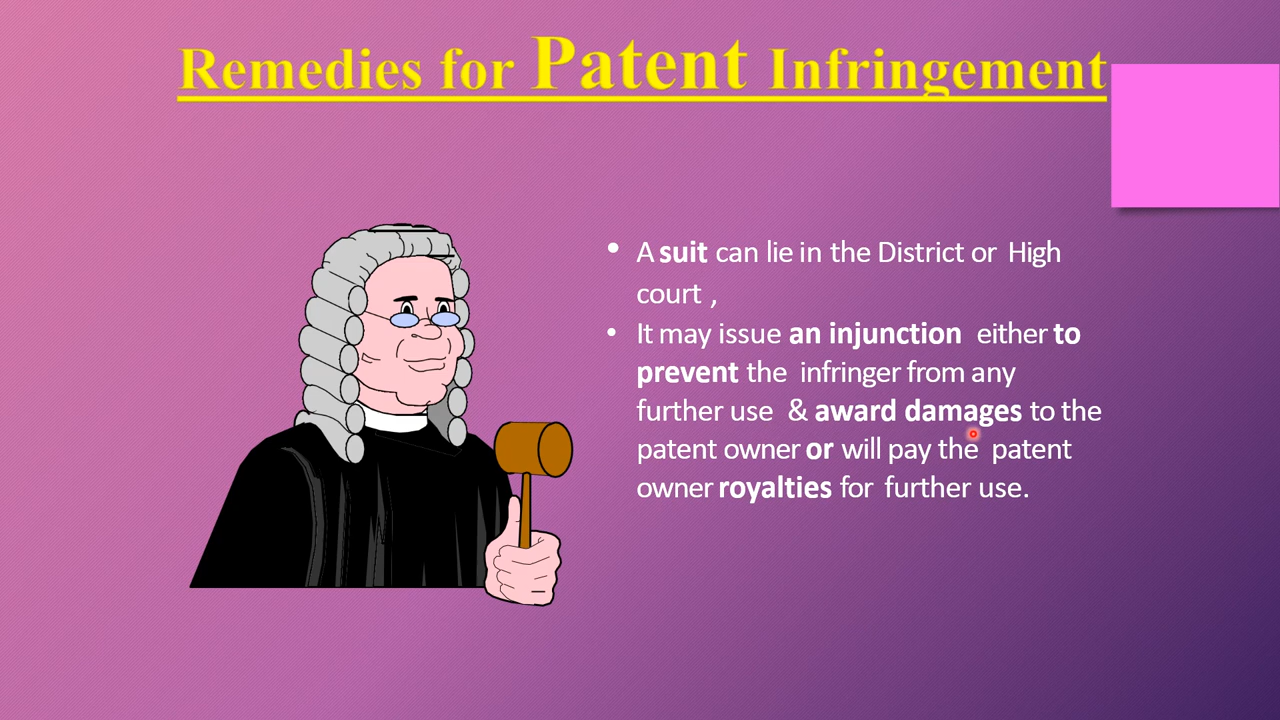 Remedies for Patent Infringement
• A suit can lie in the District or High
court ,
• It may issue an injunction either to
prevent the infringer from any
further use & award damages to the
patent owner or will pay the patent
owner royalties for further use.